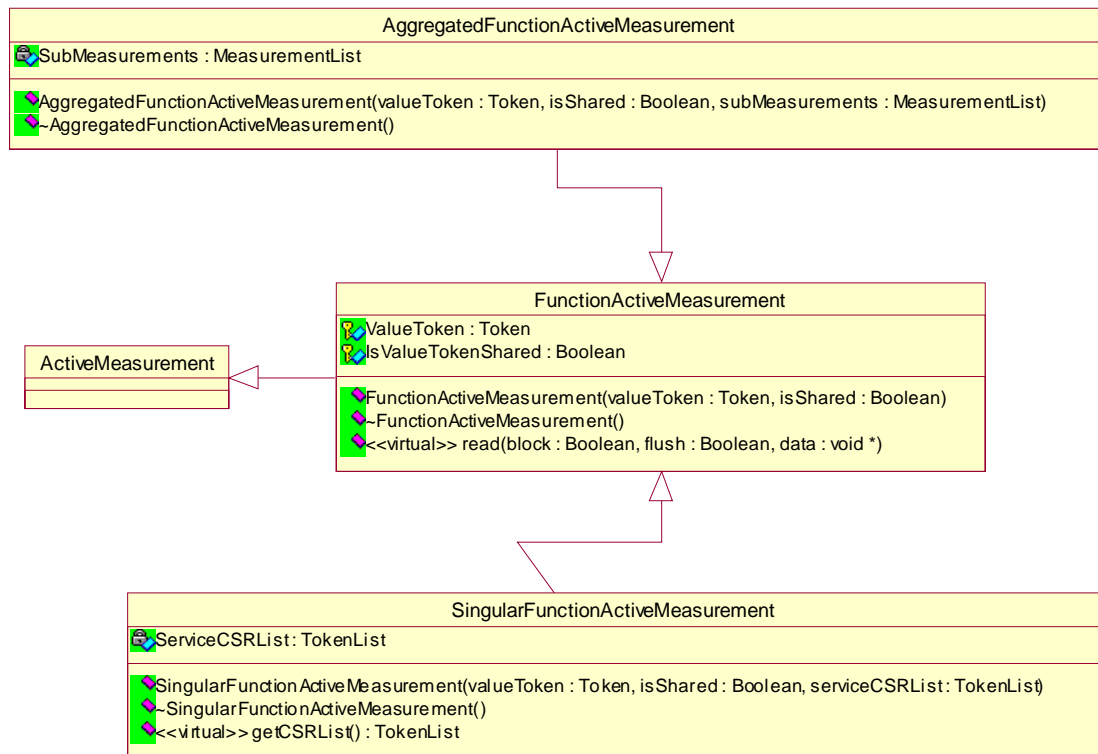 AggregatedFunctionActiveMeasurement
SubMeasurements : MeasurementList
AggregatedFunctionActiveMeasurement(valueToken : Token, isShared : Boolean, subMeasurements : MeasurementList)
~AggregatedFunctionActiveMeasurement()
FunctionActiveMeasurement
ValueToken : Token
IsValueTokenShared : Boolean
FunctionActiveMeasurement(valueToken : Token, isShared : Boolean)
~FunctionActiveMeasurement()
<<virtual>> read(block : Boolean, flush : Boolean, data : void *)
ActiveMeasurement
SingularFunctionActiveMeasurement
ServiceCSRList : TokenList
SingularFunctionActiveMeasurement(valueToken : Token, isShared : Boolean, serviceCSRList : TokenList)
~SingularFunctionActiveMeasurement()
<<virtual>> getCSRList() : TokenList